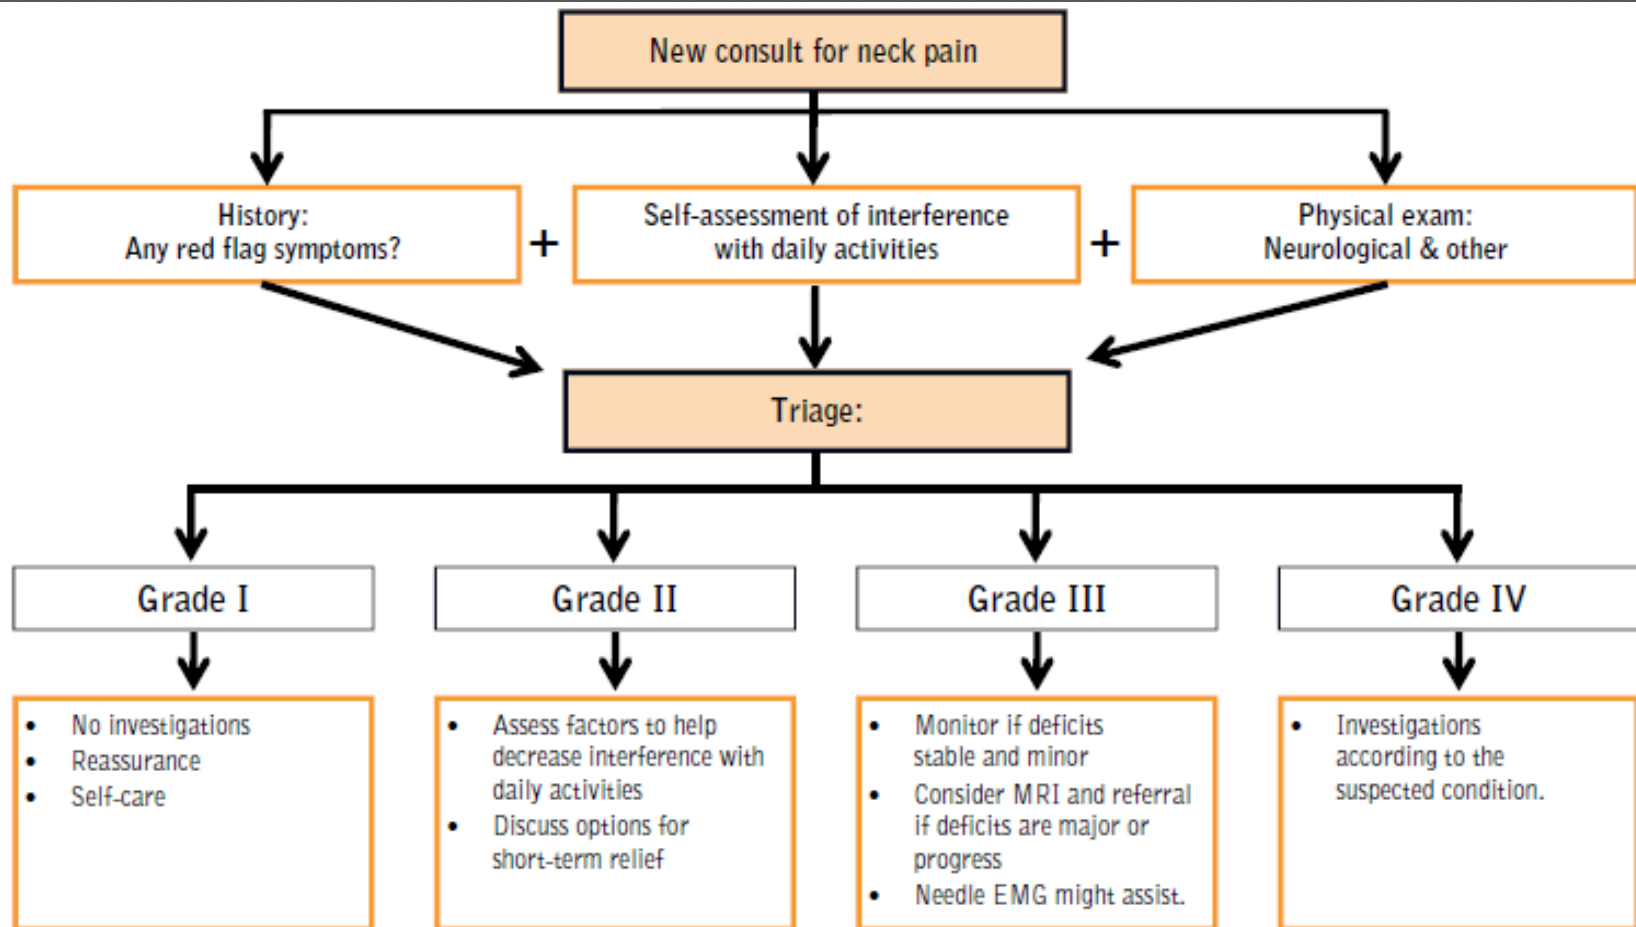 New consult for neck pain
History:
Any red flag symptoms?
+
Self-assessment of interference
with daily activities
+
Physical exam:
Neurological & other
Triage:
Grade I
Grade II
Grade III
Grade IV
• No investigations
• Reassurance
• Self-care
• Assess factors to help
decrease interference with
daily activities
• Discuss options for
short-term relief
• Monitor if deficits
stable and minor
• Consider MRI and referral
if deficits are major or
progress
• Needle EMG might assist.
• Investigations
according to the
suspected condition.